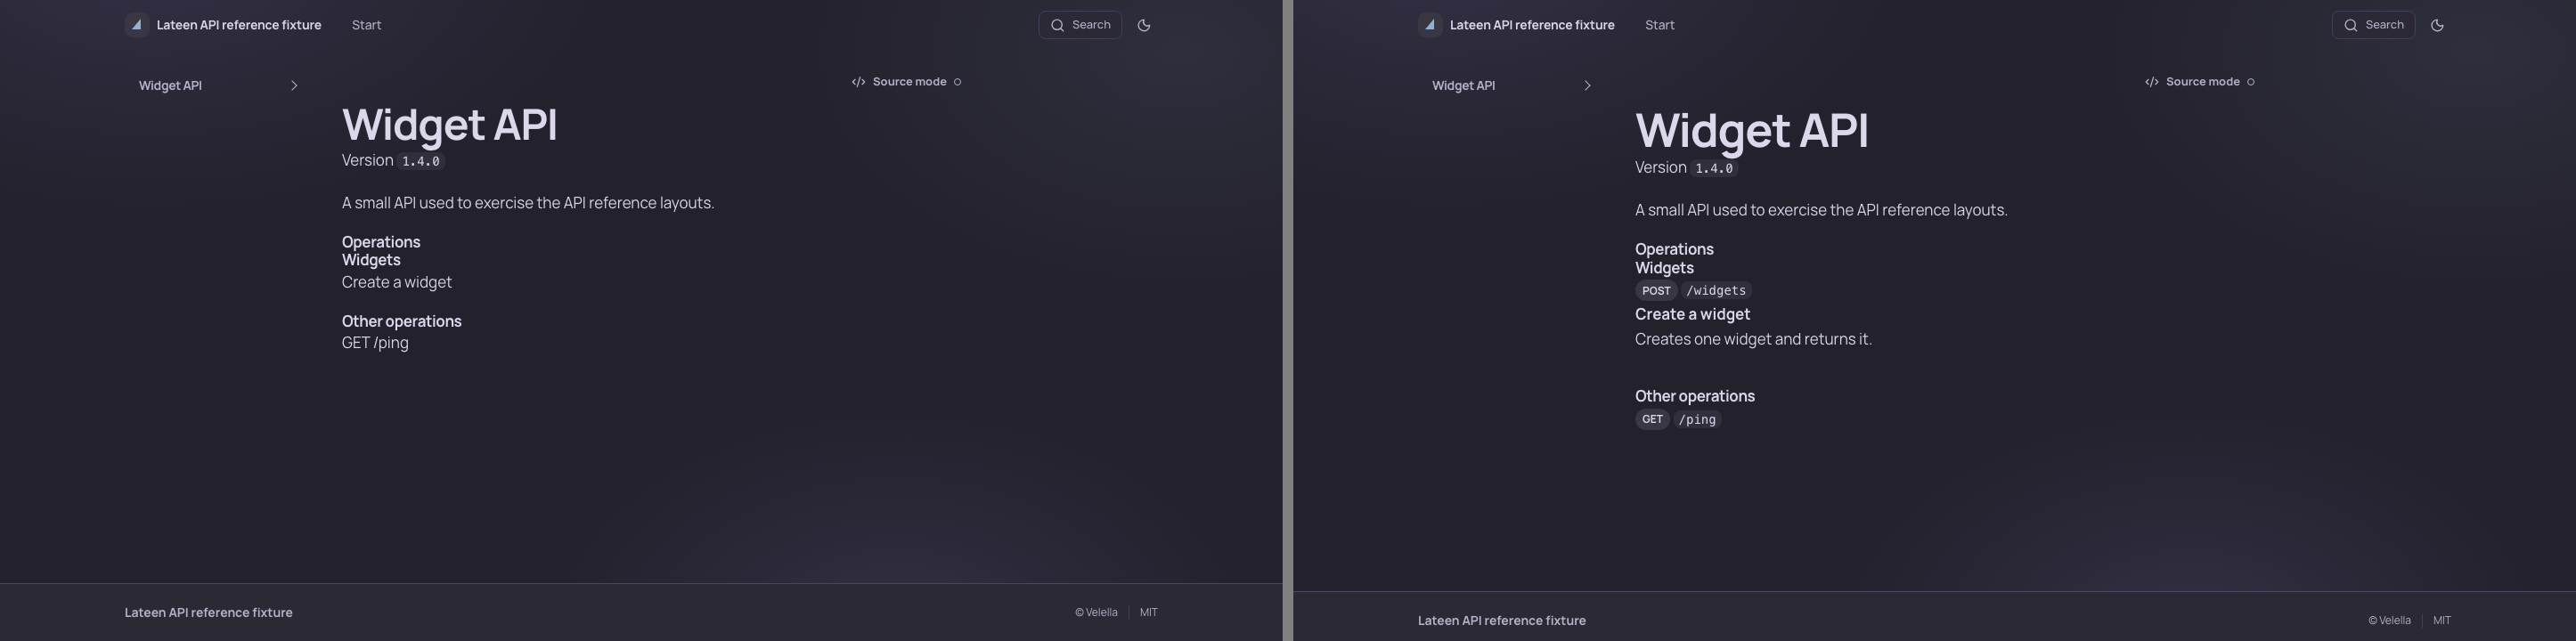 Lateen API reference fixture Start Search
Widget API
Source mode
Widget API
Version 1.4.0
A small API used to exercise the API reference layouts.
Operations
Widgets
Create a widget
Other operations
GET /ping
Lateen API reference fixture © Velella MIT
Lateen API reference fixture Start Search
Widget API
Source mode
Widget API
Version 1.4.0
A small API used to exercise the API reference layouts.
Operations
Widgets
POST /widgets
Create a widget
Creates one widget and returns it.
Other operations
GET /ping
Lateen API reference fixture © Velella MIT